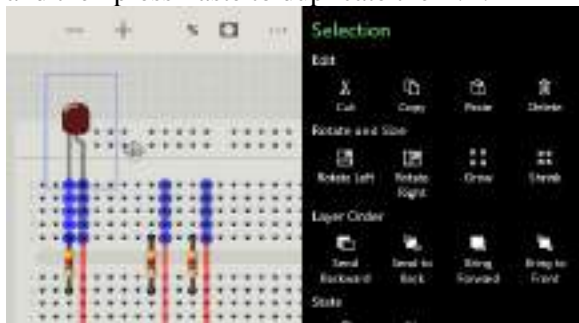 Selection
Edit
Cut Copy Paste Delete
Rotate and Size
Rotate Left Rotate Right Grow Shrink
Layer Order
Send Backward Send to Back Bring Forward Bring to Front
State